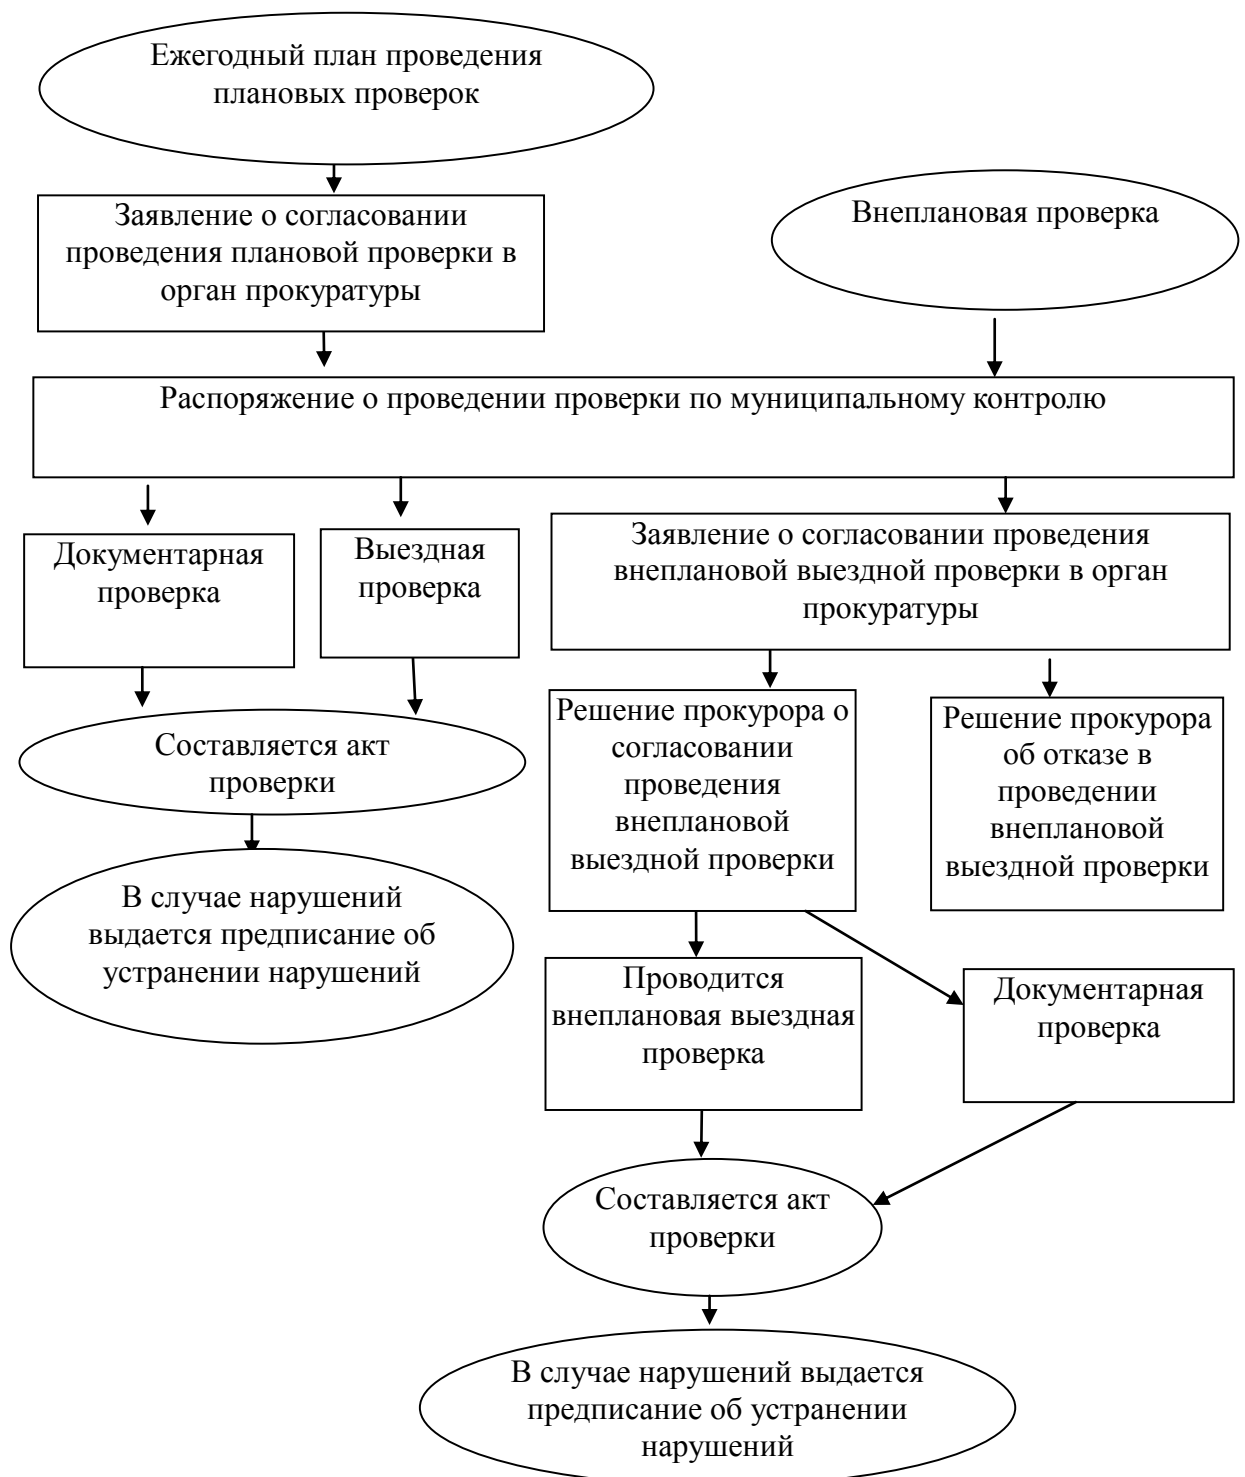 Ежегодный план проведения
плановых проверок
Заявление о согласовании
проведения плановой проверки в
орган прокуратуры
Внеплановая проверка
Распоряжение о проведении проверки по муниципальному контролю
Документарная
проверка
Выездная
проверка
Заявление о согласовании проведения
внеплановой выездной проверки в орган
прокуратуры
Составляется акт
проверки
Решение прокурора о
согласовании
проведения
внеплановой
выездной проверки
Решение прокурора
об отказе в
проведении
внеплановой
выездной проверки
В случае нарушений
выдается предписание об
устранении нарушений
Проводится
внеплановая выездная
проверка
Документарная
проверка
Составляется акт
проверки
В случае нарушений выдается
предписание об устранении
нарушений